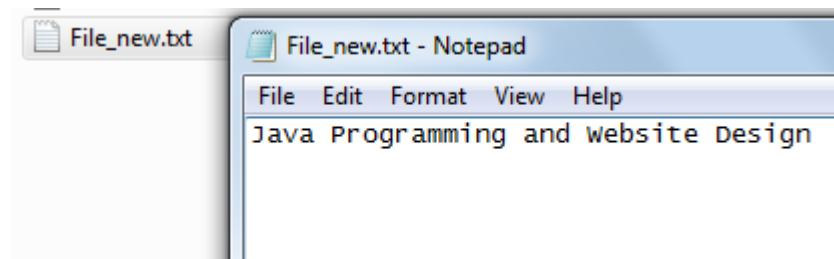 File_new.txt
File_new.txt - Notepad
File Edit Format View Help
Java Programming and Website Design